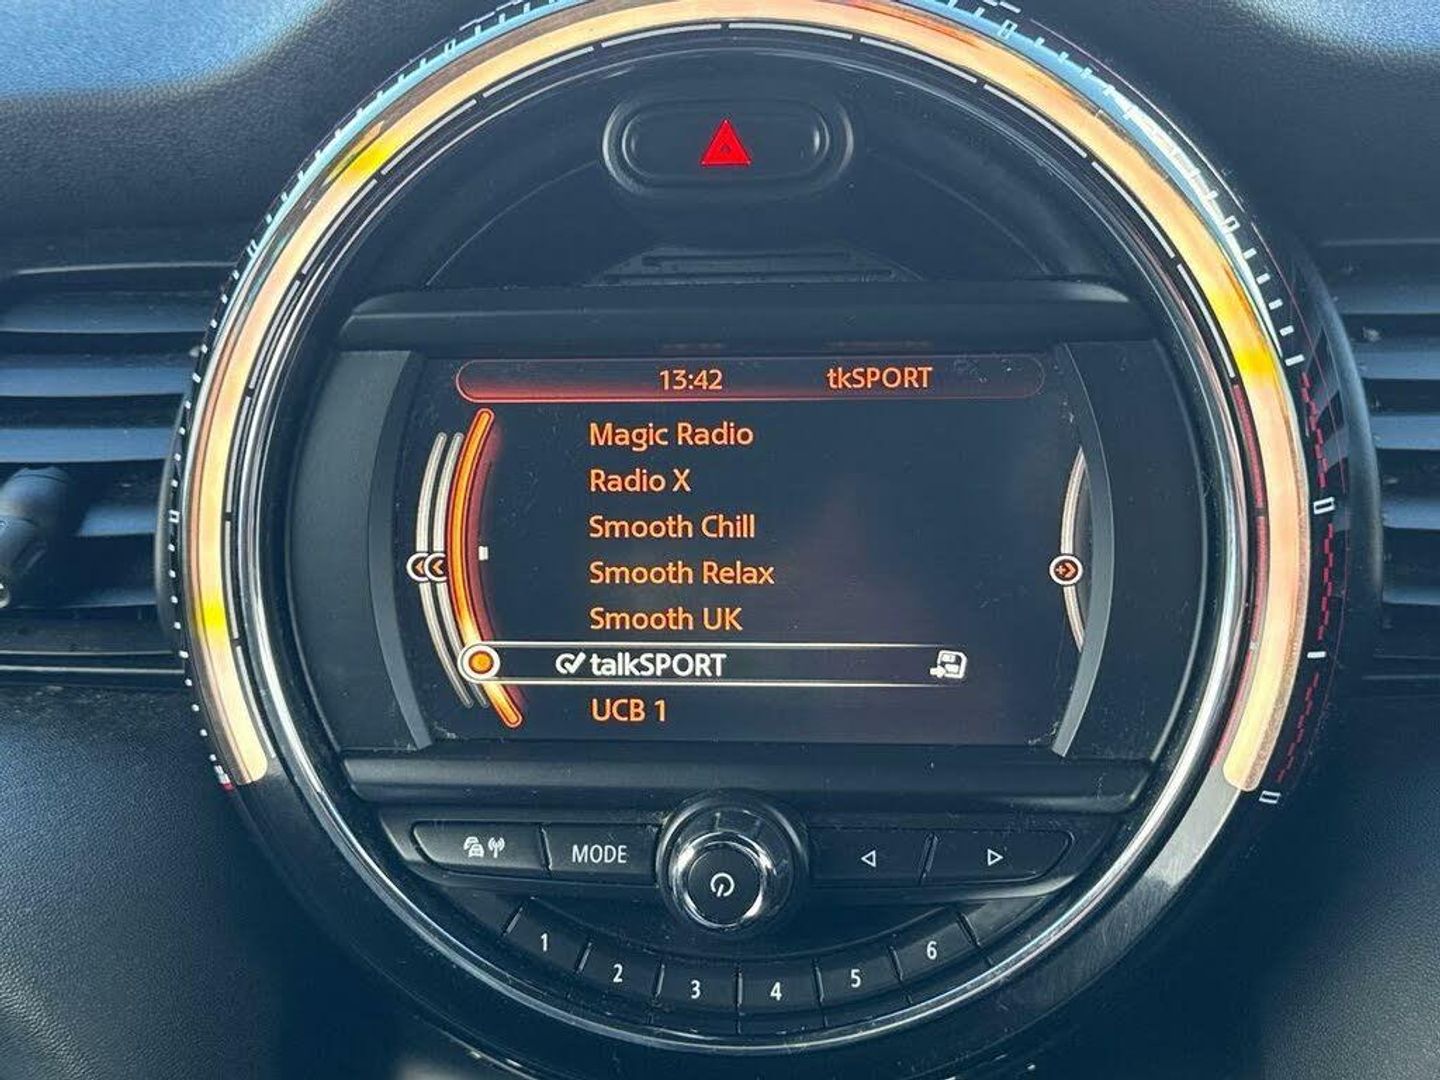 13:42 tkSPORT
Magic Radio
Radio X
Smooth Chill
Smooth Relax
Smooth UK
talkSPORT
UCB 1
MODE
1 2 3 4 5 6